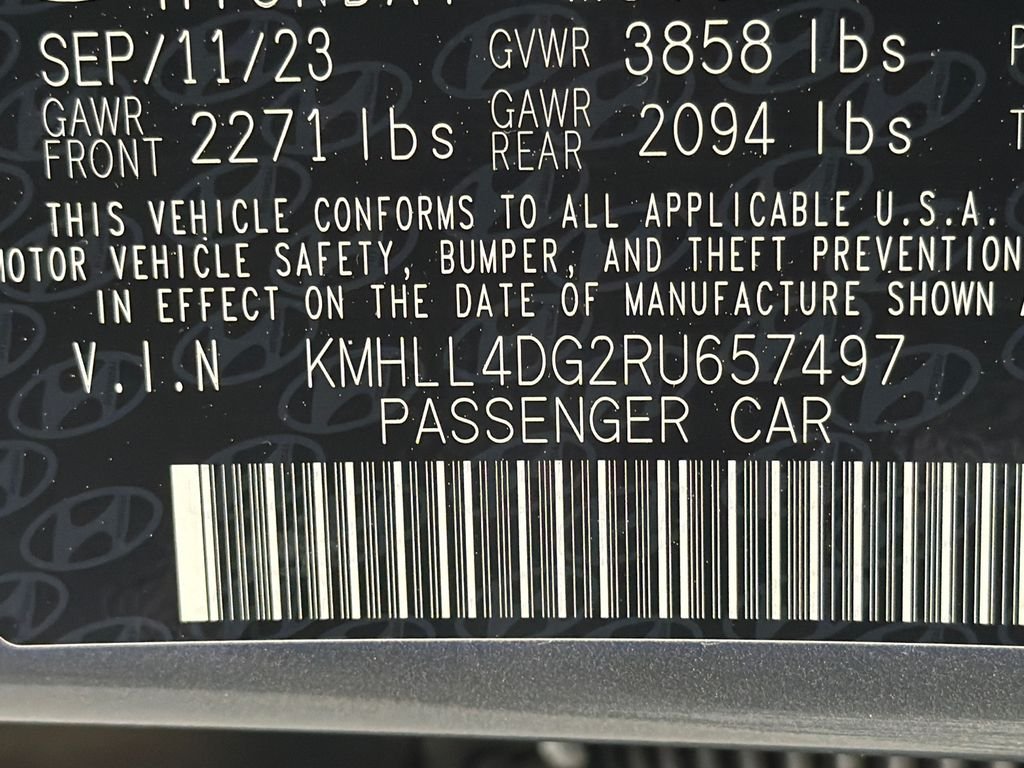 HYUNDAI
SEP/11/23 GVWR 3858 lbs
GAWR FRONT 2271 lbs GAWR REAR 2094 lbs
THIS VEHICLE CONFORMS TO ALL APPLICABLE U.S.A.
MOTOR VEHICLE SAFETY, BUMPER, AND THEFT PREVENTION
IN EFFECT ON THE DATE OF MANUFACTURE SHOWN
V.I.N KMHLL4DG2RU657497
PASSENGER CAR